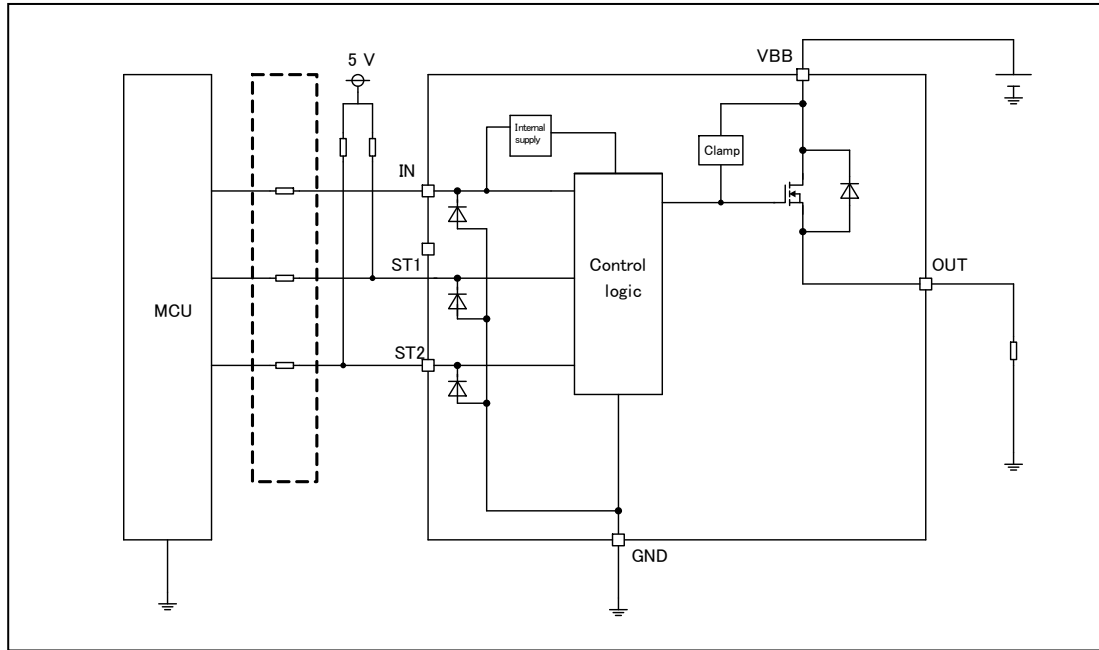 5 V
VBB
Internal
supply
Clamp
IN
ST1
Control
logic
OUT
MCU
ST2
GND